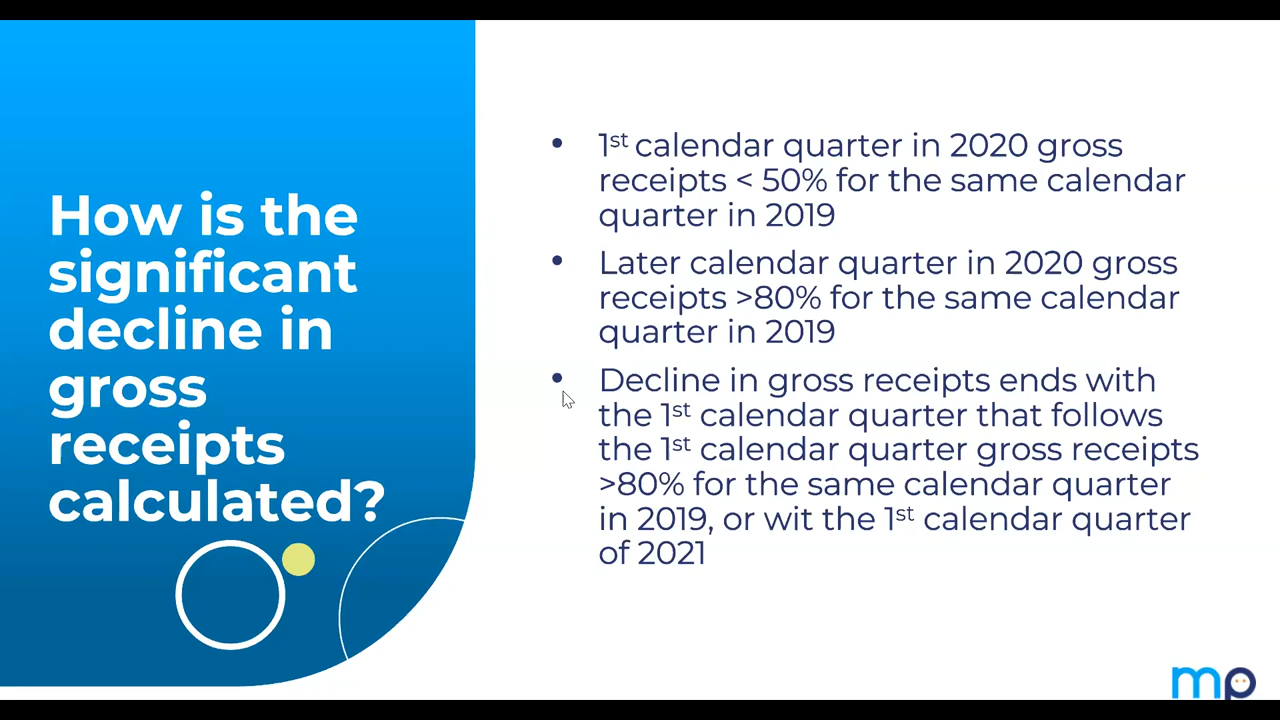 How is the
significant
decline in
gross
receipts
calculated?
• 1st calendar quarter in 2020 gross
receipts < 50% for the same calendar
quarter in 2019
• Later calendar quarter in 2020 gross
receipts >80% for the same calendar
quarter in 2019
• Decline in gross receipts ends with
the 1st calendar quarter that follows
the 1st calendar quarter gross receipts
>80% for the same calendar quarter
in 2019, or wit the 1st calendar quarter
of 2021
mp